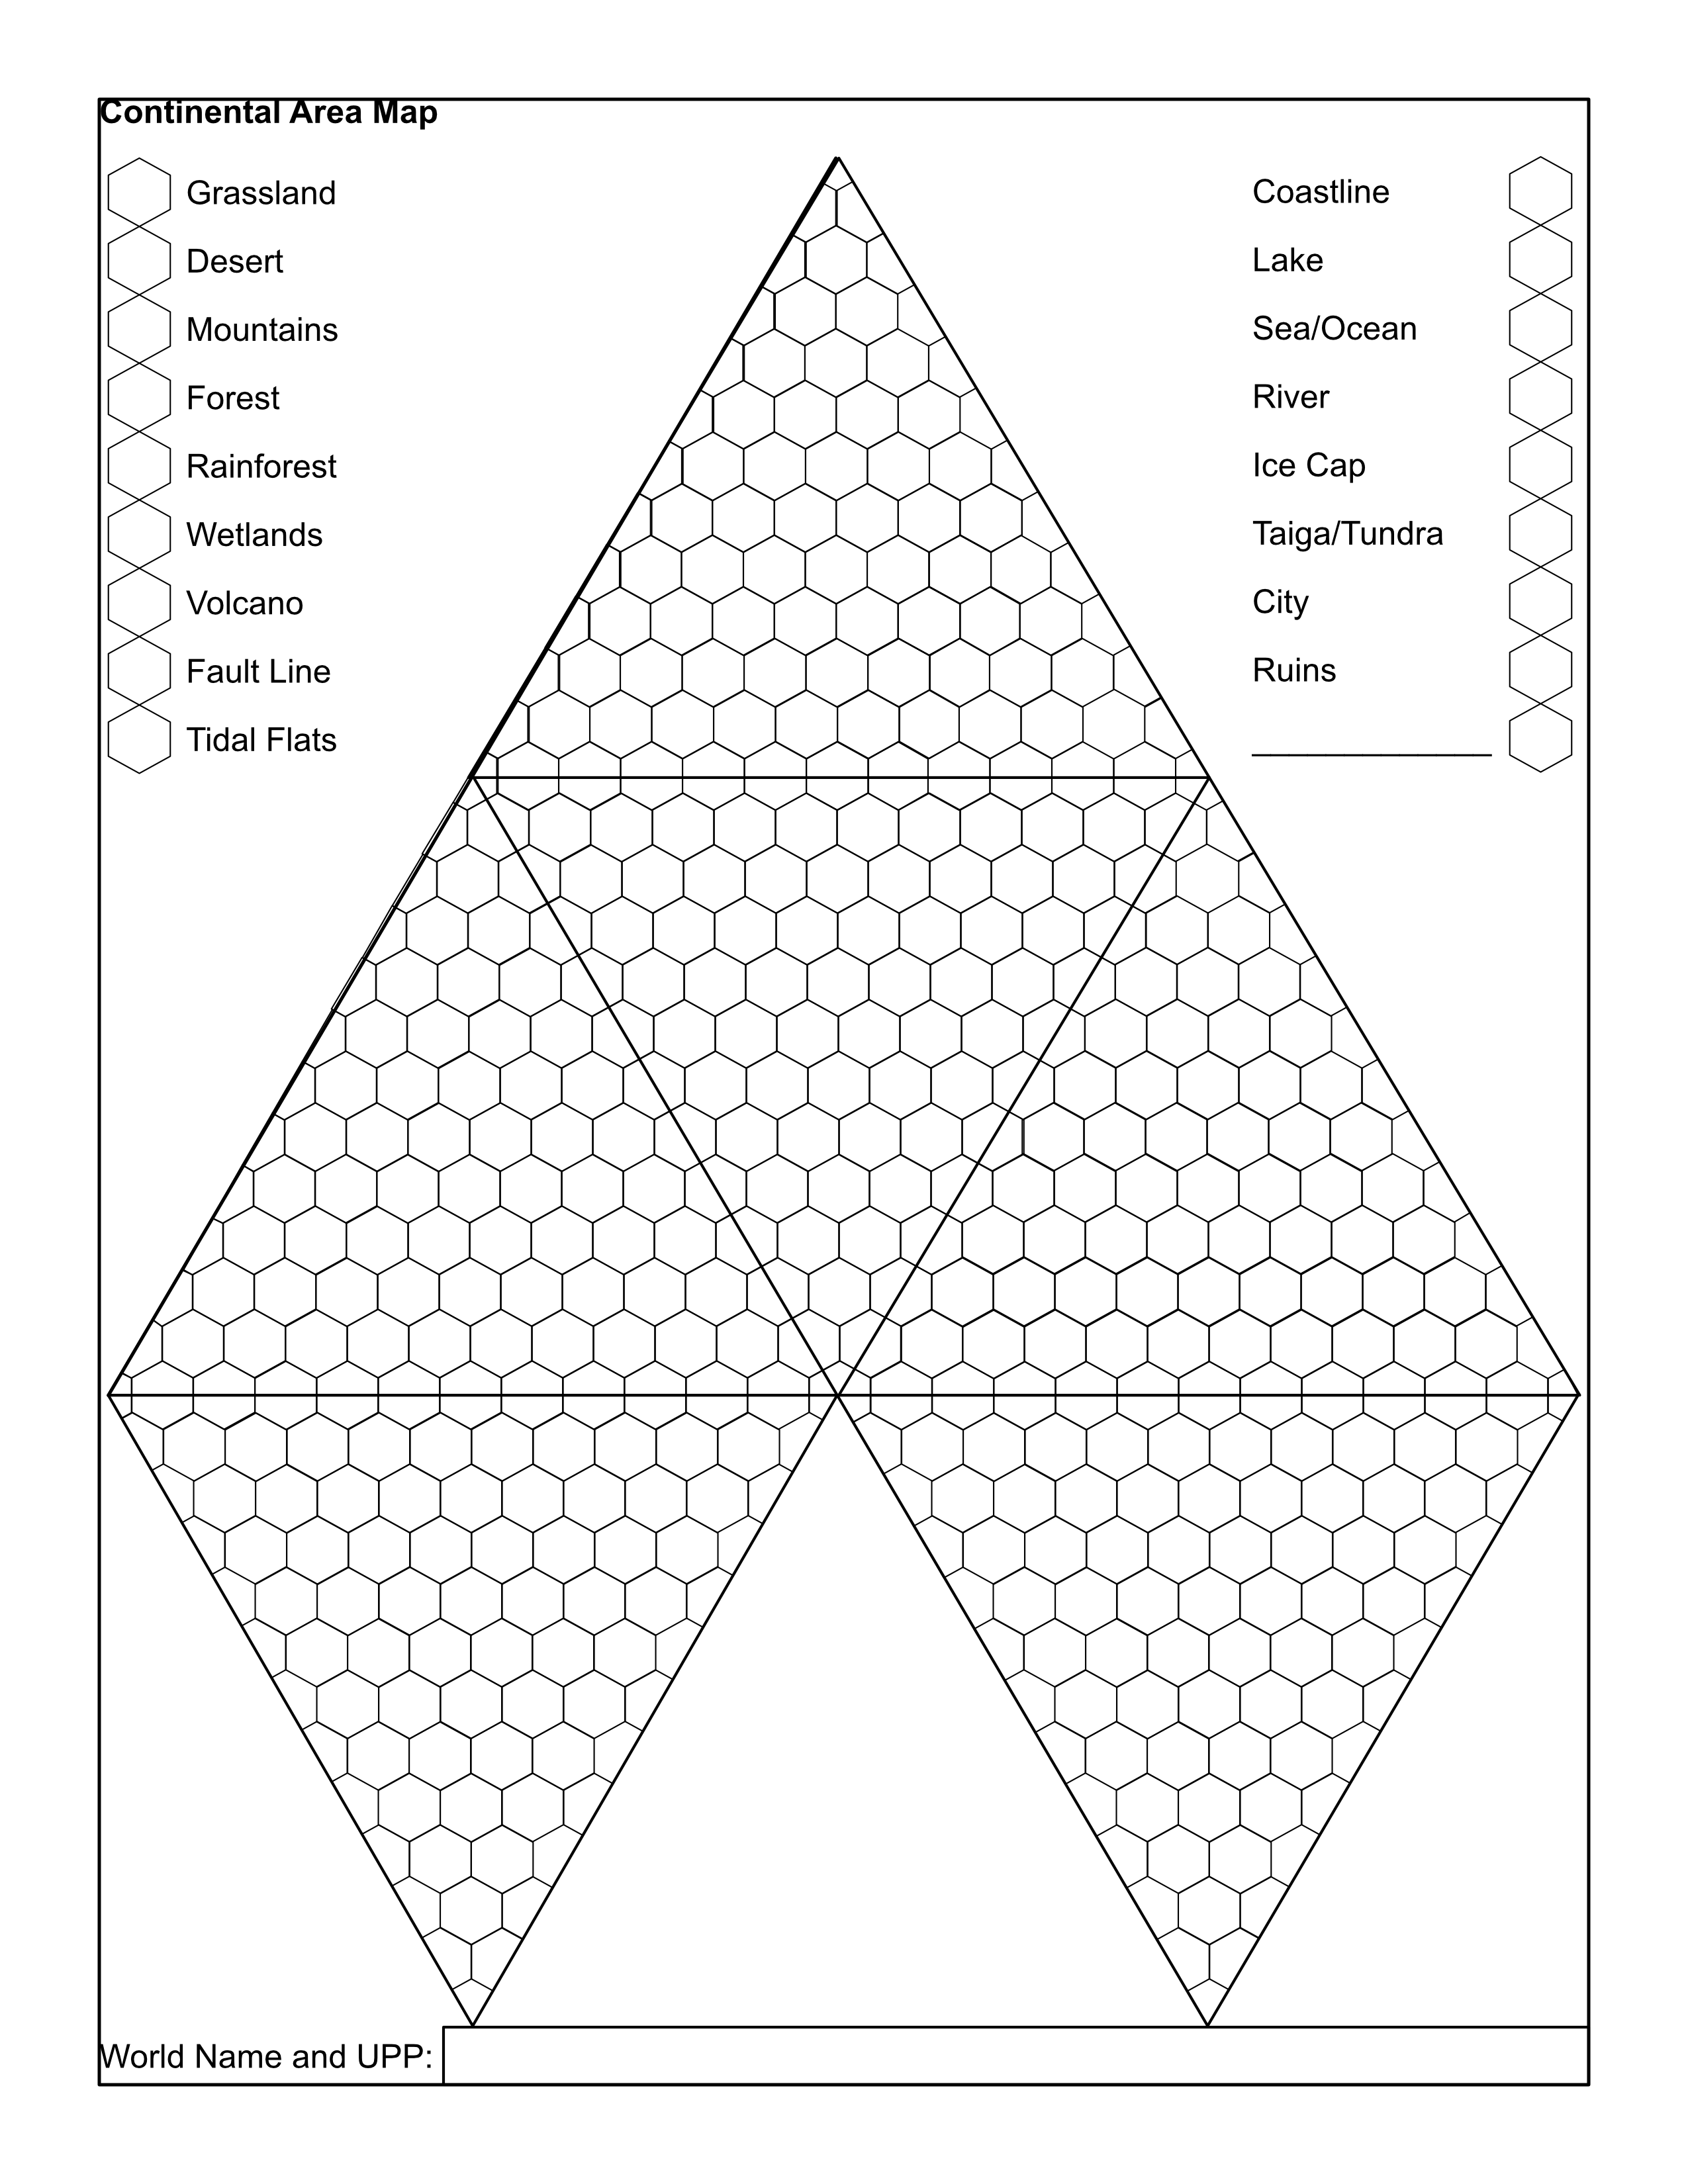 Continental Area Map
Grassland
Desert
Mountains
Forest
Rainforest
Wetlands
Volcano
Fault Line
Tidal Flats
Coastline
Lake
Sea/Ocean
River
Ice Cap
Taiga/Tundra
City
Ruins
World Name and UPP: